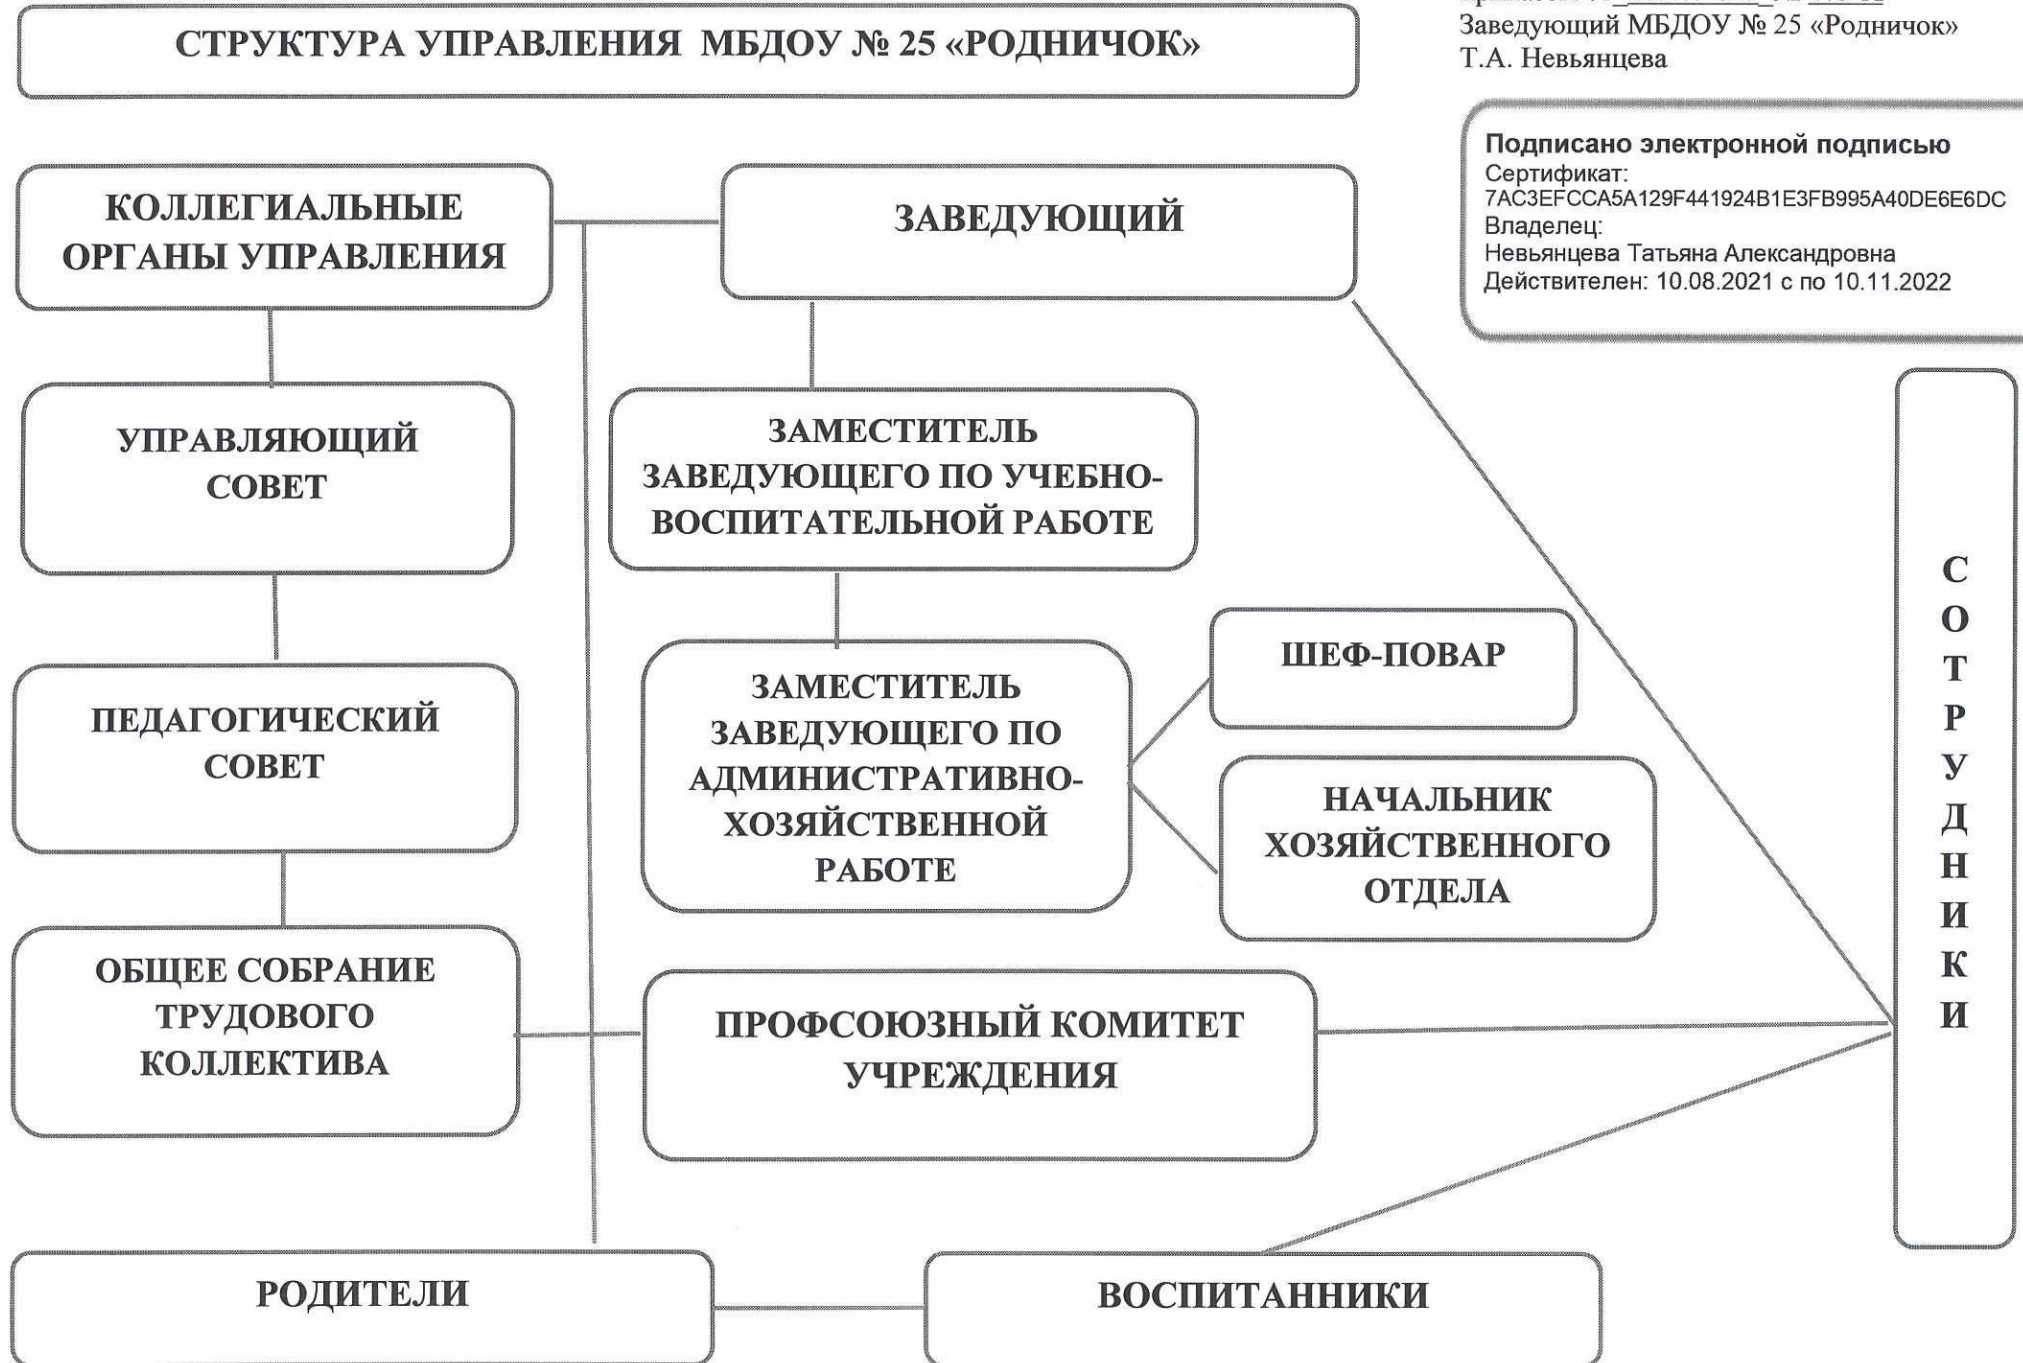 СТРУКТУРА УПРАВЛЕНИЯ МБДОУ № 25 «РОДНИЧОК»
Заведующий МБДОУ № 25 «Родничок»
Т.А. Невьянцева
Подписано электронной подписью
Сертификат:
7AC3EFCCA5A129F441924B1E3FB995A40DE6E6DC
Владелец:
Невьянцева Татьяна Александровна
Действителен: 10.08.2021 с по 10.11.2022
КОЛЛЕГИАЛЬНЫЕ
ОРГАНЫ УПРАВЛЕНИЯ
ЗАВЕДУЮЩИЙ
УПРАВЛЯЮЩИЙ
СОВЕТ
ЗАМЕСТИТЕЛЬ
ЗАВЕДУЮЩЕГО ПО УЧЕБНО-
ВОСПИТАТЕЛЬНОЙ РАБОТЕ
ПЕДАГОГИЧЕСКИЙ
СОВЕТ
ЗАМЕСТИТЕЛЬ
ЗАВЕДУЮЩЕГО ПО
АДМИНИСТРАТИВНО-
ХОЗЯЙСТВЕННОЙ
РАБОТЕ
ШЕФ-ПОВАР
НАЧАЛЬНИК
ХОЗЯЙСТВЕННОГО
ОТДЕЛА
ОБЩЕЕ СОБРАНИЕ
ТРУДОВОГО
КОЛЛЕКТИВА
ПРОФСОЮЗНЫЙ КОМИТЕТ
УЧРЕЖДЕНИЯ
СОТРУДНИКИ
РОДИТЕЛИ
ВОСПИТАННИКИ